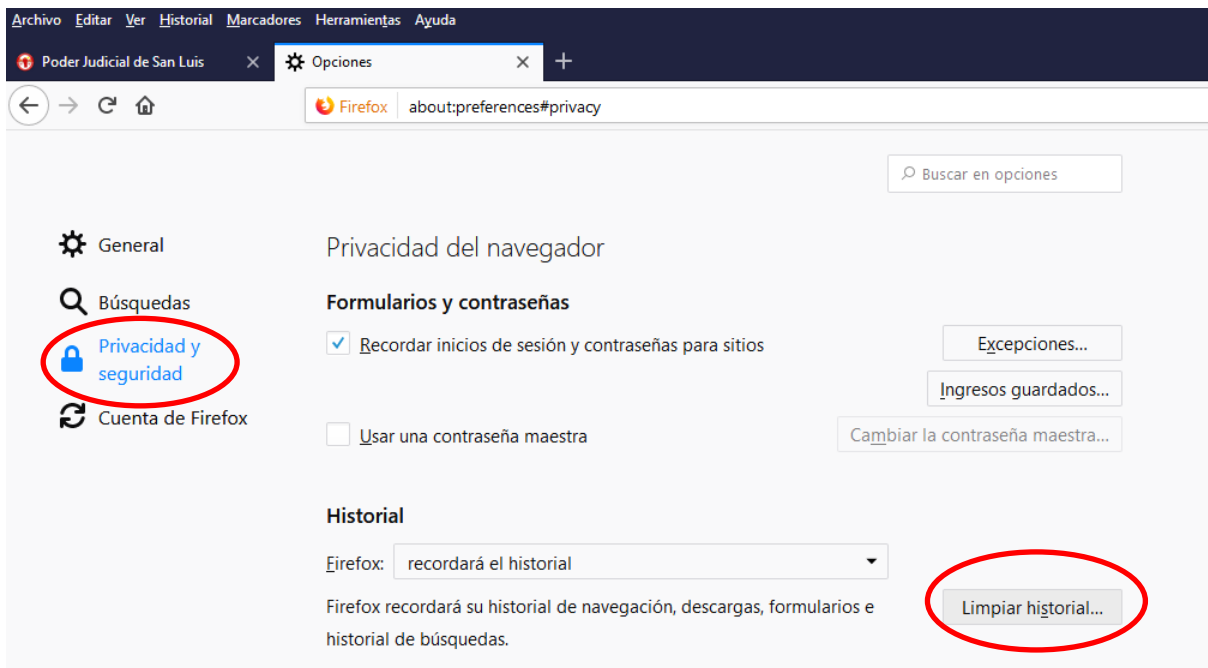 Archivo Editar Ver Historial Marcadores Herramientas Ayuda
Poder Judicial de San Luis
Opciones
Firefox about:preferences#privacy
Buscar en opciones
General
Búsquedas
Privacidad y
seguridad
Cuenta de Firefox
Privacidad del navegador
Formularios y contraseñas
Recordar inicios de sesión y contraseñas para sitios
Excepciones...
Ingresos guardados...
Usar una contraseña maestra
Cambiar la contraseña maestra...
Historial
Firefox: recordará el historial
Firefox recordará su historial de navegación, descargas, formularios e
historial de búsquedas.
Limpiar historial...